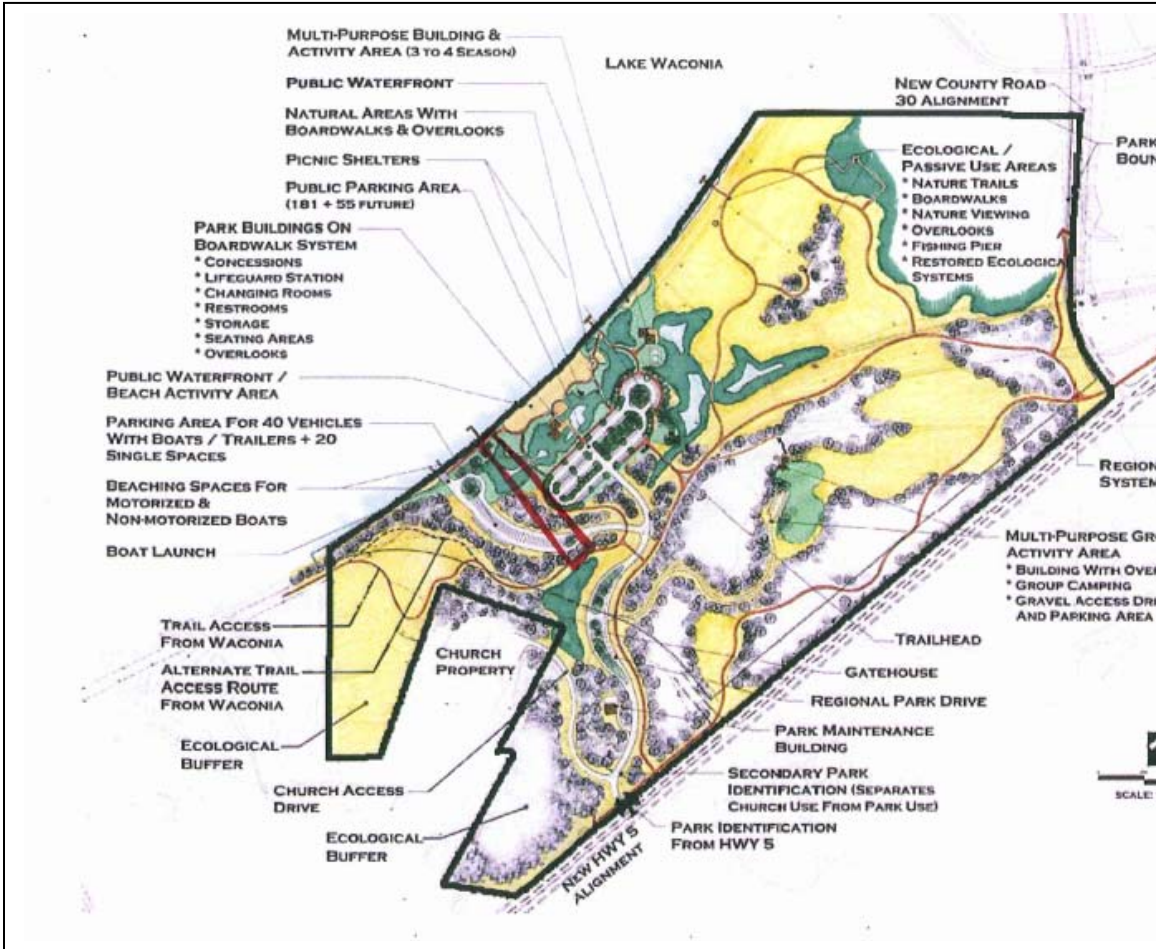 MULTI-PURPOSE BUILDING &
ACTIVITY AREA (3 TO 4 SEASON)
LAKE WACONIA
PUBLIC WATERFRONT
NEW COUNTY ROAD
30 ALIGNMENT
NATURAL AREAS WITH
BOARDWALKS & OVERLOOKS
PARK
BOUN
ECOLOGICAL /
PASSIVE USE AREAS
* NATURE TRAILS
* BOARDWALKS
* NATURE VIEWING
* OVERLOOKS
* FISHING PIER
* RESTORED ECOLOGICA
SYSTEMS
PICNIC SHELTERS
PUBLIC PARKING AREA
(181 + 55 FUTURE)
PARK BUILDINGS ON
BOARDWALK SYSTEM
* CONCESSIONS
* LIFEGUARD STATION
* CHANGING ROOMS
* RESTROOMS
* STORAGE
* SEATING AREAS
* OVERLOOKS
PUBLIC WATERFRONT /
BEACH ACTIVITY AREA
PARKING AREA FOR 40 VEHICLES
WITH BOATS / TRAILERS + 20
SINGLE SPACES
BEACHING SPACES FOR
MOTORIZED &
NON-MOTORIZED BOATS
BOAT LAUNCH
REGION
SYSTEM
MULTI-PURPOSE GRO
ACTIVITY AREA
* BUILDING WITH OVE
* GROUP CAMPING
* GRAVEL ACCESS DRI
AND PARKING AREA
TRAIL ACCESS
FROM WACONIA
CHURCH
PROPERTY
TRAILHEAD
ALTERNATE TRAIL
ACCESS ROUTE
FROM WACONIA
GATEHOUSE
REGIONAL PARK DRIVE
ECOLOGICAL
BUFFER
PARK MAINTENANCE
BUILDING
CHURCH ACCESS
DRIVE
SECONDARY PARK
IDENTIFICATION (SEPARATES
CHURCH USE FROM PARK USE)
SCALE:
ECOLOGICAL
BUFFER
PARK IDENTIFICATION
FROM HWY 5
NEW HWY 5
ALIGNMENT